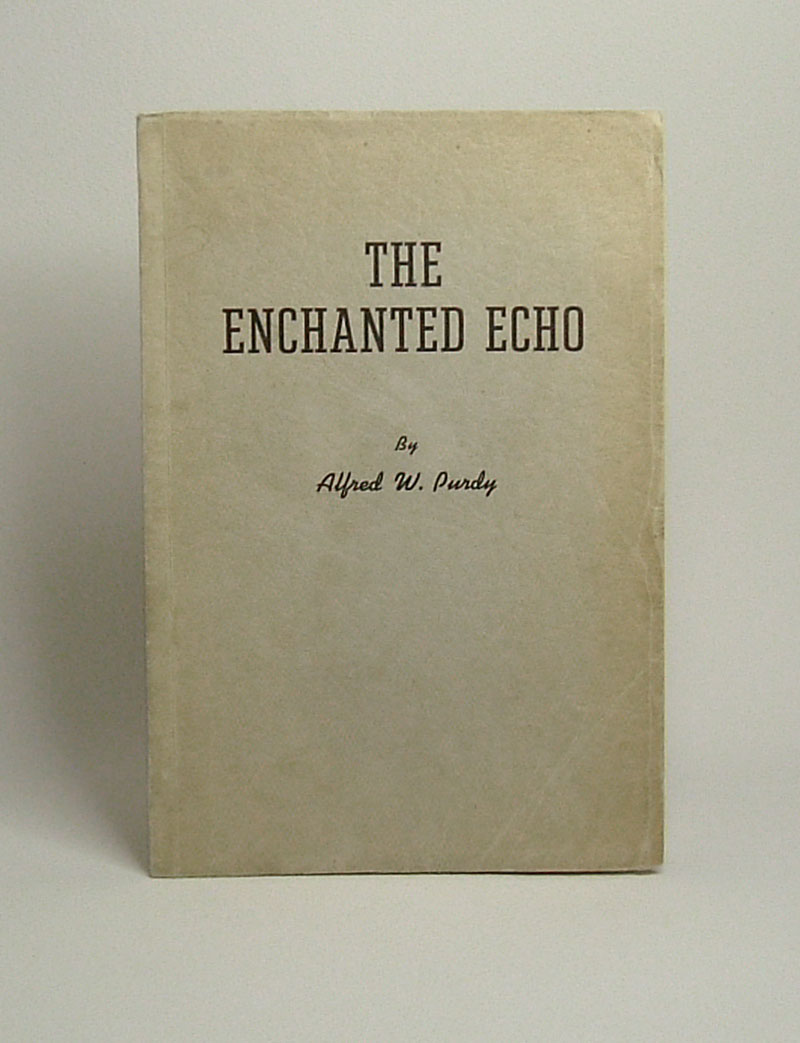 THE
ENCHANTED ECHO
By
Alfred W. Purdy